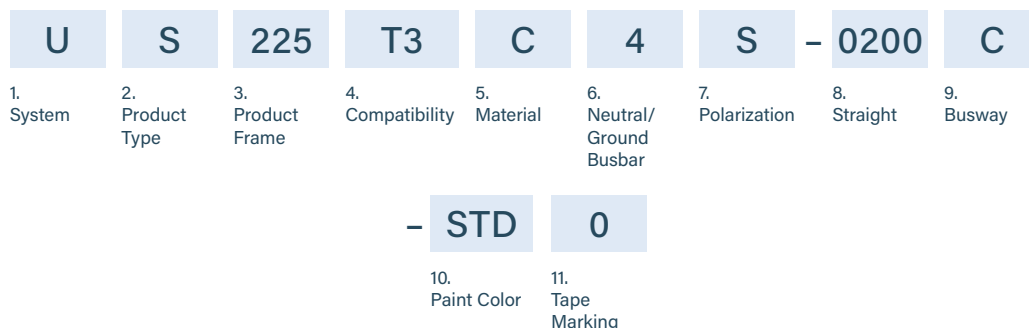 U S 225 T3 C 4 S – 0200 C
1. 2. 3. 4. 5. 6. 7. 8. 9.
System Product Product Compatibility Material Neutral/ Polarization Straight Busway
Type Frame Ground
Busbar
– STD 0
10. 11.
Paint Color Tape
Marking